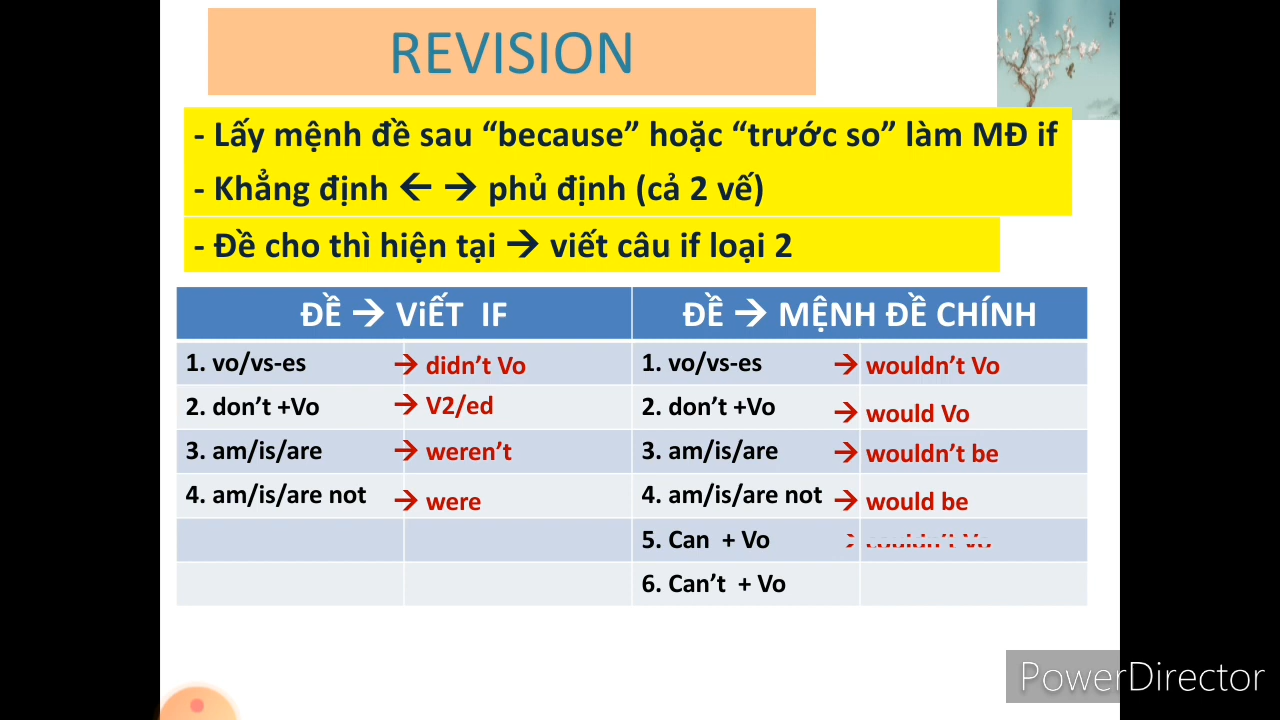 REVISION
- Lấy mệnh đề sau “because” hoặc “trước so” làm MĐ if
- Khẳng định ← → phủ định (cả 2 vế)
- Đề cho thì hiện tại → viết câu if loại 2
ĐỀ → ViẾT IF
ĐỀ → MỆNH ĐỀ CHÍNH
1. vo/vs-es → didn’t Vo
1. vo/vs-es → wouldn’t Vo
2. don’t +Vo → V2/ed
2. don’t +Vo → would Vo
3. am/is/are → weren’t
3. am/is/are → wouldn’t be
4. am/is/are not → were
4. am/is/are not → would be
5. Can + Vo
6. Can’t + Vo
PowerDirector